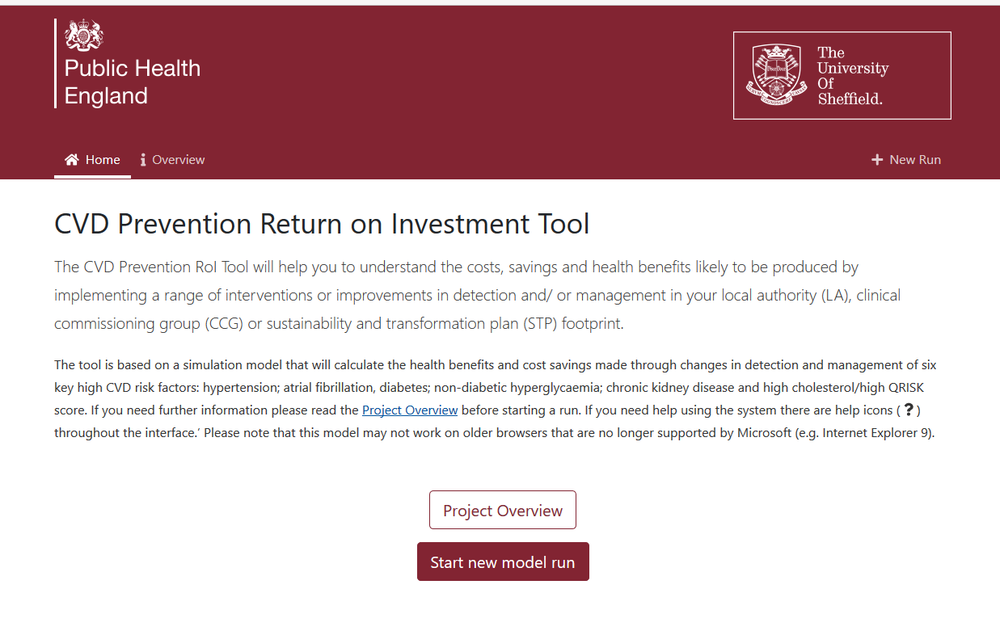 Public Health
England
The
University
Of
Sheffield.
Home
Overview
New Run
CVD Prevention Return on Investment Tool
The CVD Prevention RoI Tool will help you to understand the costs, savings and health benefits likely to be produced by
implementing a range of interventions or improvements in detection and/ or management in your local authority (LA), clinical
commissioning group (CCG) or sustainability and transformation plan (STP) footprint.
The tool is based on a simulation model that will calculate the health benefits and cost savings made through changes in detection and management of six
key high CVD risk factors: hypertension; atrial fibrillation, diabetes; non-diabetic hyperglycaemia; chronic kidney disease and high cholesterol/high QRISK
score. If you need further information please read the Project Overview before starting a run. If you need help using the system there are help icons ( ? )
throughout the interface.’ Please note that this model may not work on older browsers that are no longer supported by Microsoft (e.g. Internet Explorer 9).
Project Overview
Start new model run